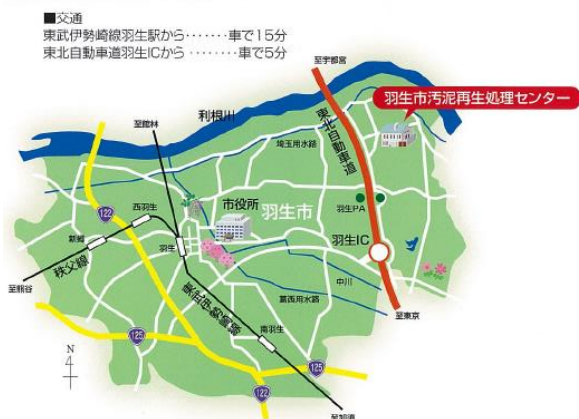 ■交通
東武伊勢崎線羽生駅から‥‥‥車で15分
東北自動車道羽生ICから‥‥‥‥車で5分
至宇都宮
羽生市汚泥再生処理センター
利根川
至館林
東北自動車道
埼玉用水路
122
西羽生
市役所
羽生市
羽生PA
新郷
羽生
羽生IC
秩父線
至熊谷
中川
東武伊勢崎線
葛西用水路
至東京
125
南羽生
N
125
122